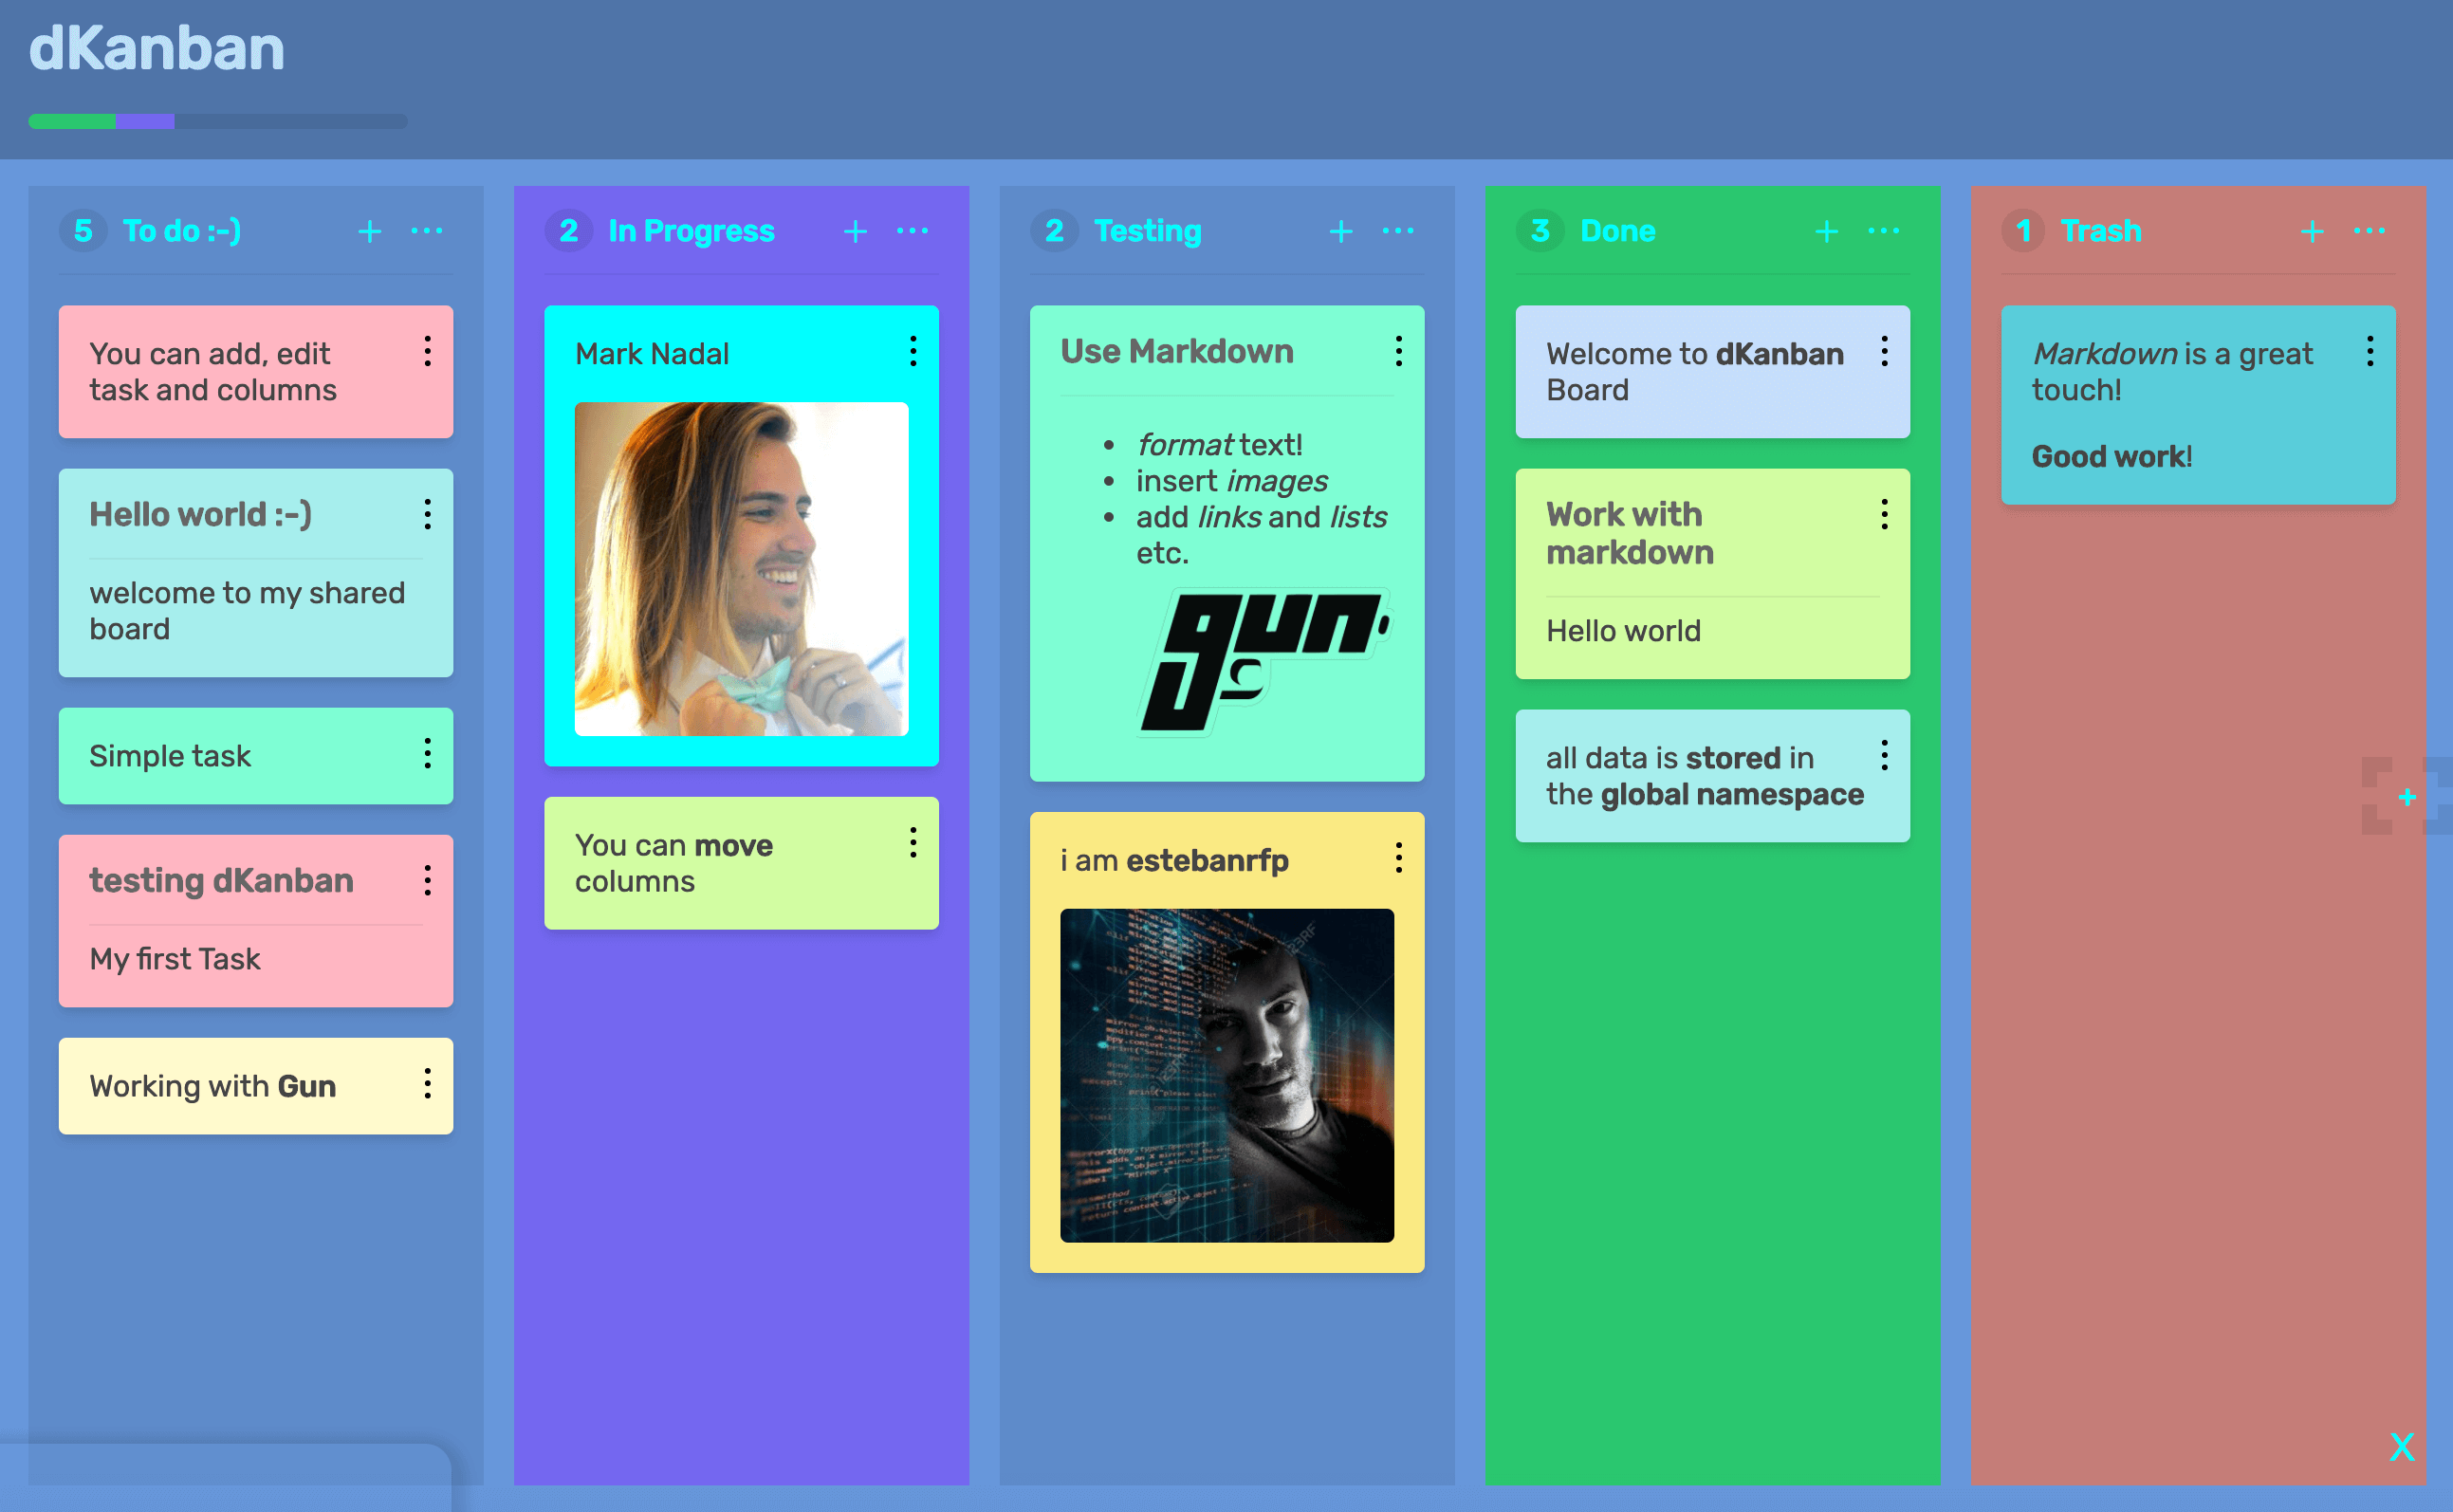 dKanban
5 To do :-) + ...
You can add, edit
task and columns
Hello world :-)
welcome to my shared
board
Simple task
testing dKanban
My first Task
Working with Gun
2 In Progress + ...
Mark Nadal
You can move
columns
2 Testing + ...
Use Markdown
• format text!
• insert images
• add links and lists
etc.
gun
JS
i am estebanrfp
123RF
3 Done + ...
Welcome to dKanban
Board
Work with
markdown
Hello world
all data is stored in
the global namespace
1 Trash + ...
Markdown is a great
touch!
Good work!
+
X